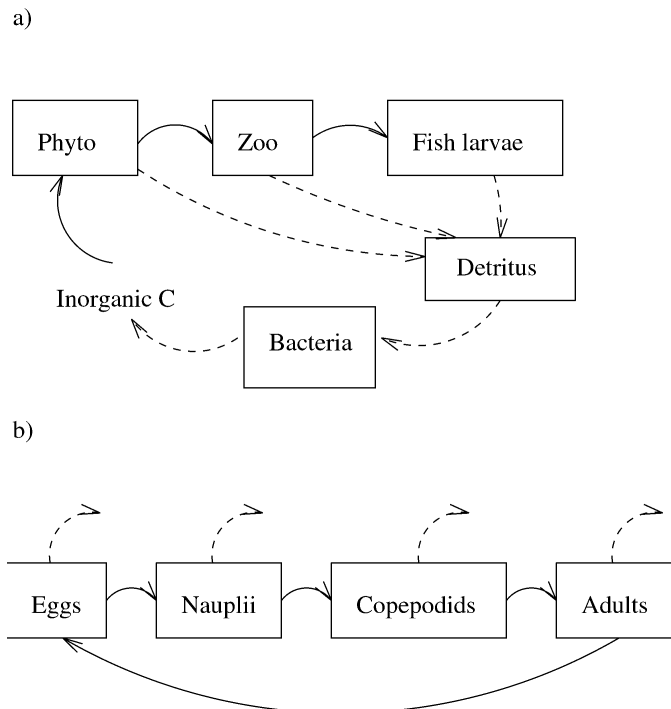 a)
Phyto
Zoo
Fish larvae
Detritus
Inorganic C
Bacteria
b)
Eggs
Nauplii
Copepodids
Adults